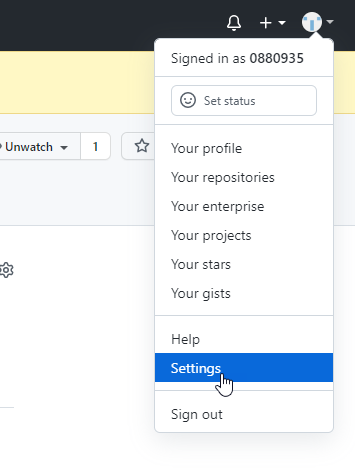 Signed in as 0880935
Set status
Unwatch 1
Your profile
Your repositories
Your enterprise
Your projects
Your stars
Your gists
Help
Settings
Sign out